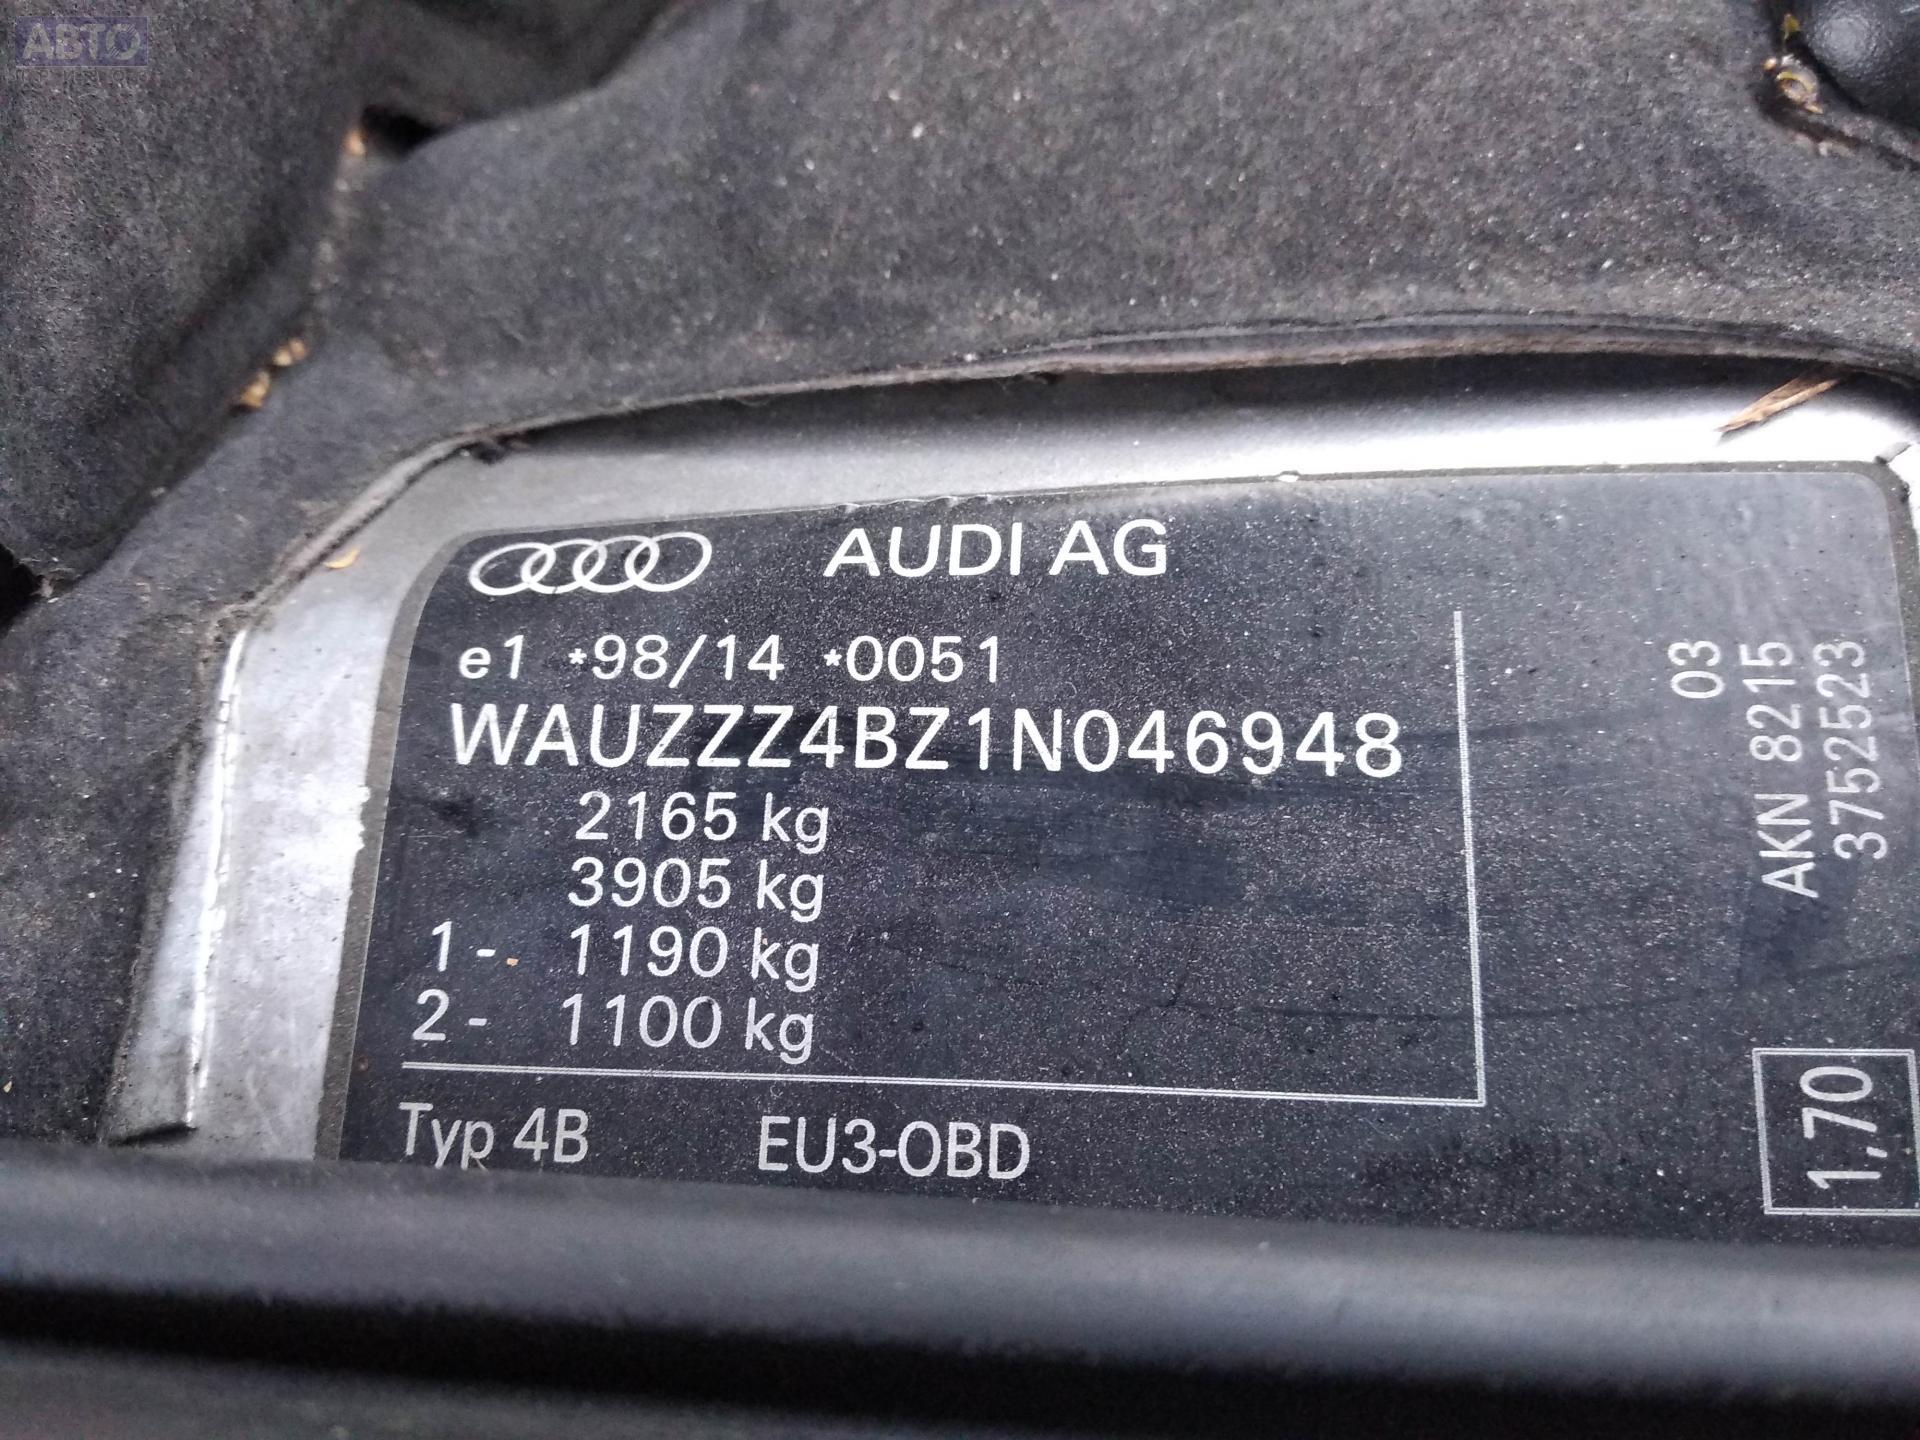 АВТО
ПРИВОЗ
AUDI AG
e1 *98/14 *0051
WAUZZZ4BZ1N046948
2165 kg
3905 kg
1- 1190 kg
2- 1100 kg
Typ 4B EU3-OBD
03
AKN 8215
3752523
1,70